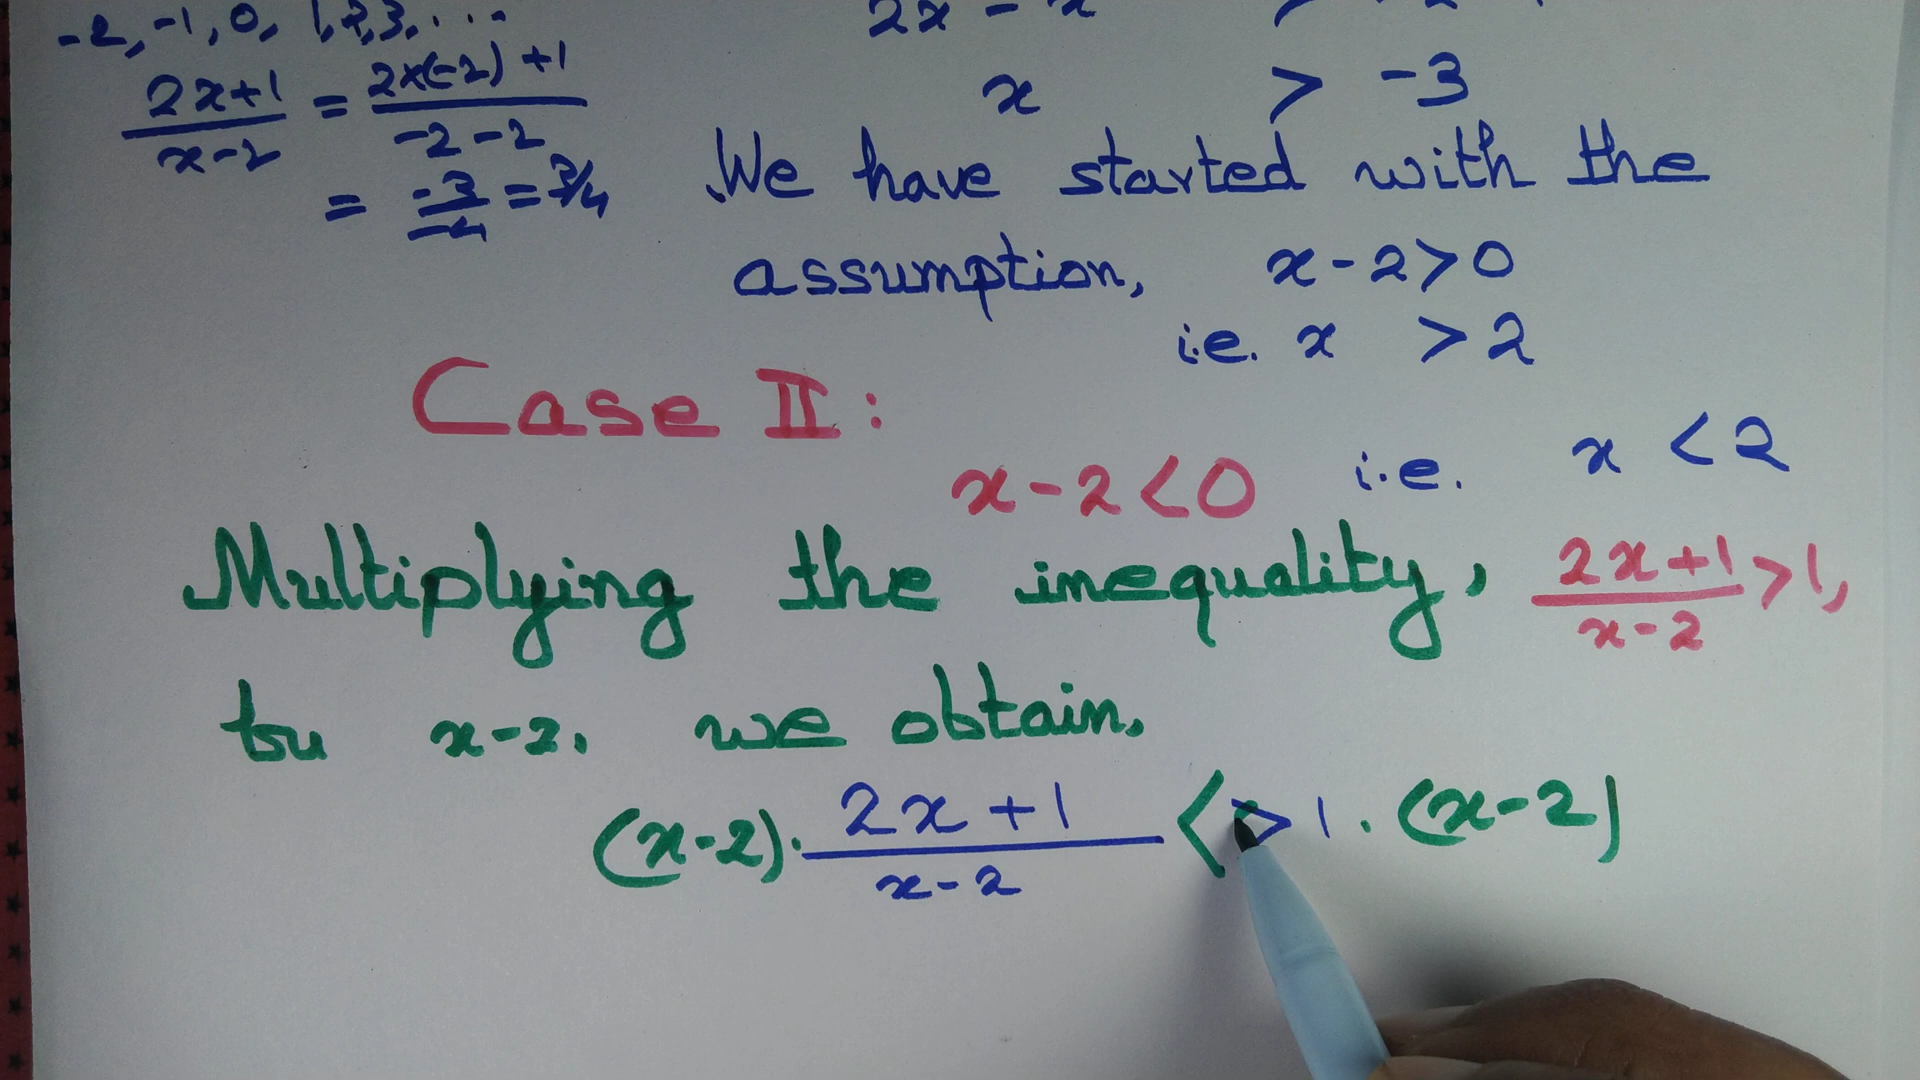 -2, -1, 0, 1, 2, 3, ...
2x+1 / x-2 = 2x(-2)+1 / -2-2
= -3 / -4 = 3/4
2x - x > -2
x > -3
We have started with the
assumption, x-2>0
i.e. x >2
Case II:
x-2<0 i.e. x <2
Multiplying the inequality, 2x+1 / x-2 >1,
by x-2, we obtain,
(x-2). 2x+1 / x-2 < > 1 . (x-2)